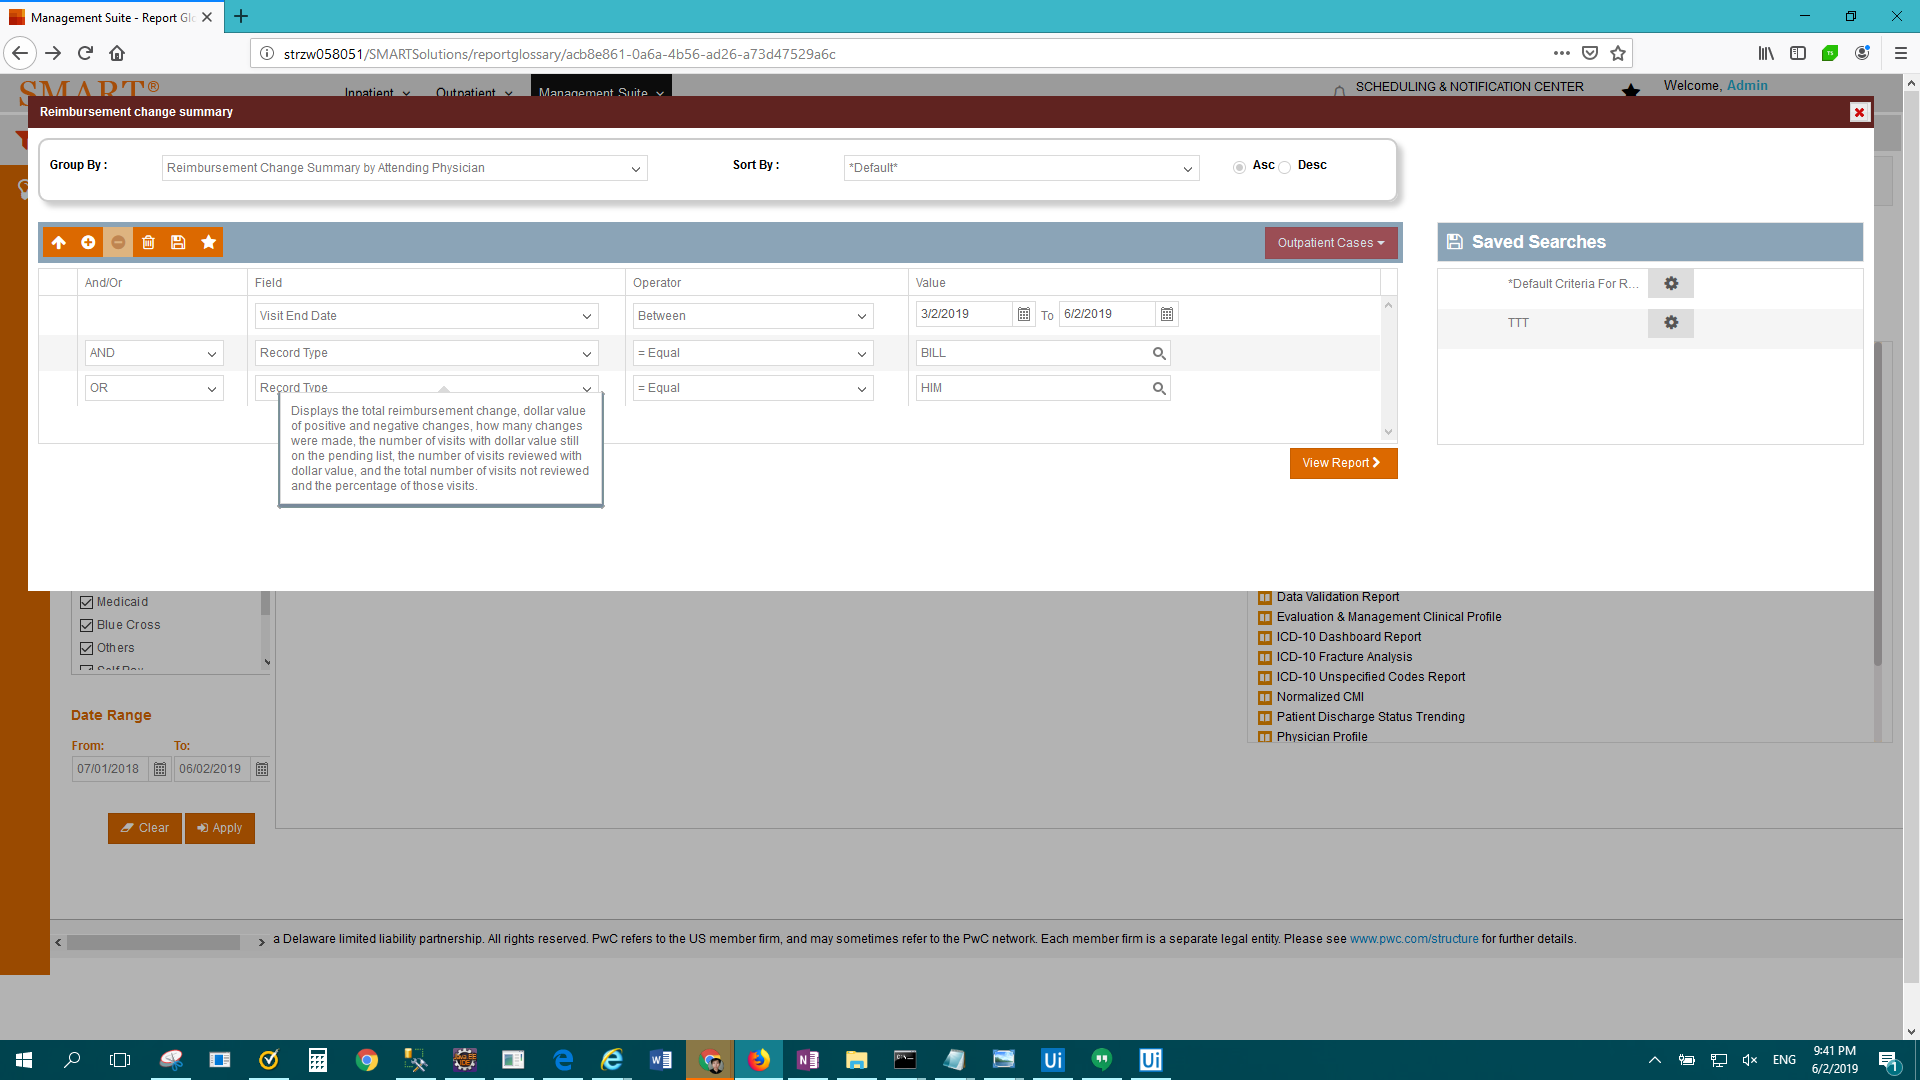 Management Suite - Report Gl
strzw058051/SMARTSolutions/reportglossary/acb8e861-0a6a-4b56-ad26-a73d47529a6c
SMART®
Inpatient
Outpatient
Management Suite
SCHEDULING & NOTIFICATION CENTER
Welcome, Admin
Reimbursement change summary
Group By :
Reimbursement Change Summary by Attending Physician
Sort By :
*Default*
Asc
Desc
Outpatient Cases
Saved Searches
And/Or
Field
Operator
Value
*Default Criteria For R...
Visit End Date
Between
3/2/2019
To
6/2/2019
TTT
AND
Record Type
= Equal
BILL
OR
Record Type
= Equal
HIM
Displays the total reimbursement change, dollar value
of positive and negative changes, how many changes
were made, the number of visits with dollar value still
on the pending list, the number of visits reviewed with
dollar value, and the total number of visits not reviewed
and the percentage of those visits.
View Report
Medicaid
Blue Cross
Others
Self Pay
Data Validation Report
Evaluation & Management Clinical Profile
ICD-10 Dashboard Report
ICD-10 Fracture Analysis
ICD-10 Unspecified Codes Report
Normalized CMI
Patient Discharge Status Trending
Physician Profile
Date Range
From:
To:
07/01/2018
06/02/2019
Clear
Apply
a Delaware limited liability partnership. All rights reserved. PwC refers to the US member firm, and may sometimes refer to the PwC network. Each member firm is a separate legal entity. Please see www.pwc.com/structure for further details.
ENG
9:41 PM
6/2/2019
1